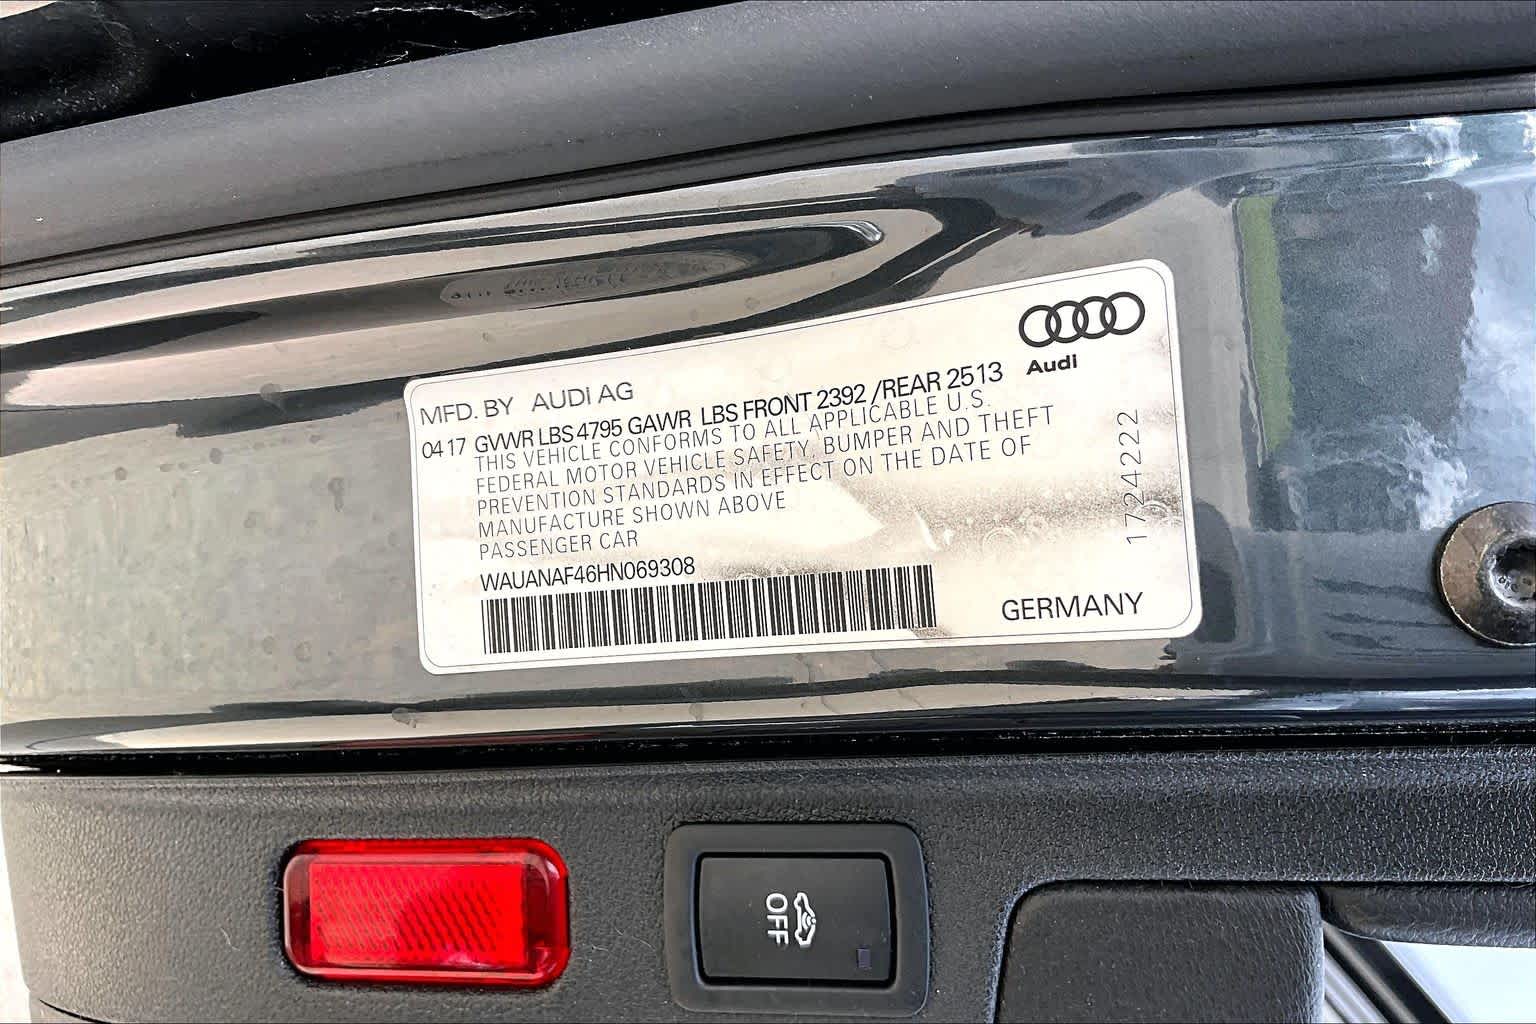 Audi
MFD. BY AUDI AG
04 17 GVWR LBS 4795 GAWR LBS FRONT 2392 /REAR 2513
THIS VEHICLE CONFORMS TO ALL APPLICABLE U.S.
FEDERAL MOTOR VEHICLE SAFETY, BUMPER AND THEFT
PREVENTION STANDARDS IN EFFECT ON THE DATE OF
MANUFACTURE SHOWN ABOVE
PASSENGER CAR
WAUANAF46HN069308
GERMANY
1724222
OFF